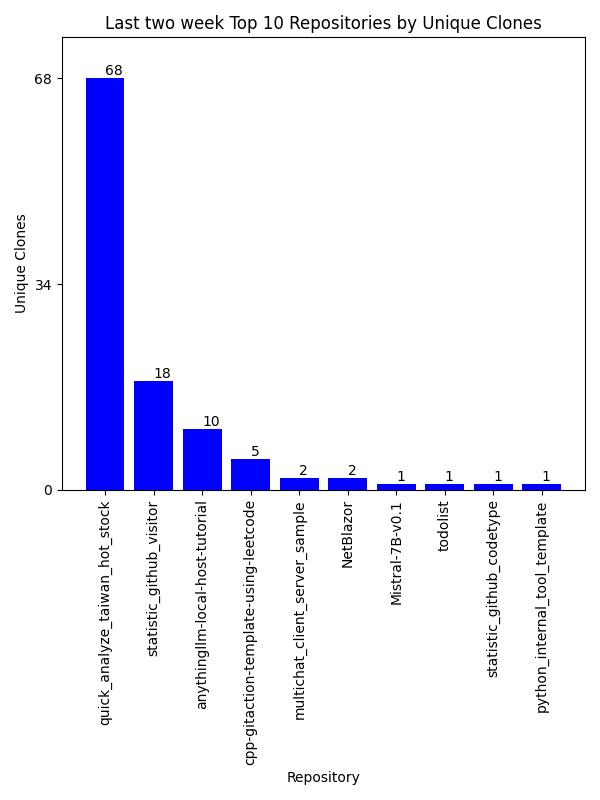 Last two week Top 10 Repositories by Unique Clones
68
34
0
Unique Clones
68
18
10
5
2
2
1
1
1
1
quick_analyze_taiwan_hot_stock
statistic_github_visitor
anythingllm-local-host-tutorial
cpp-gitaction-template-using-leetcode
multichat_client_server_sample
NetBlazor
Mistral-7B-v0.1
todolist
statistic_github_codetype
python_internal_tool_template
Repository